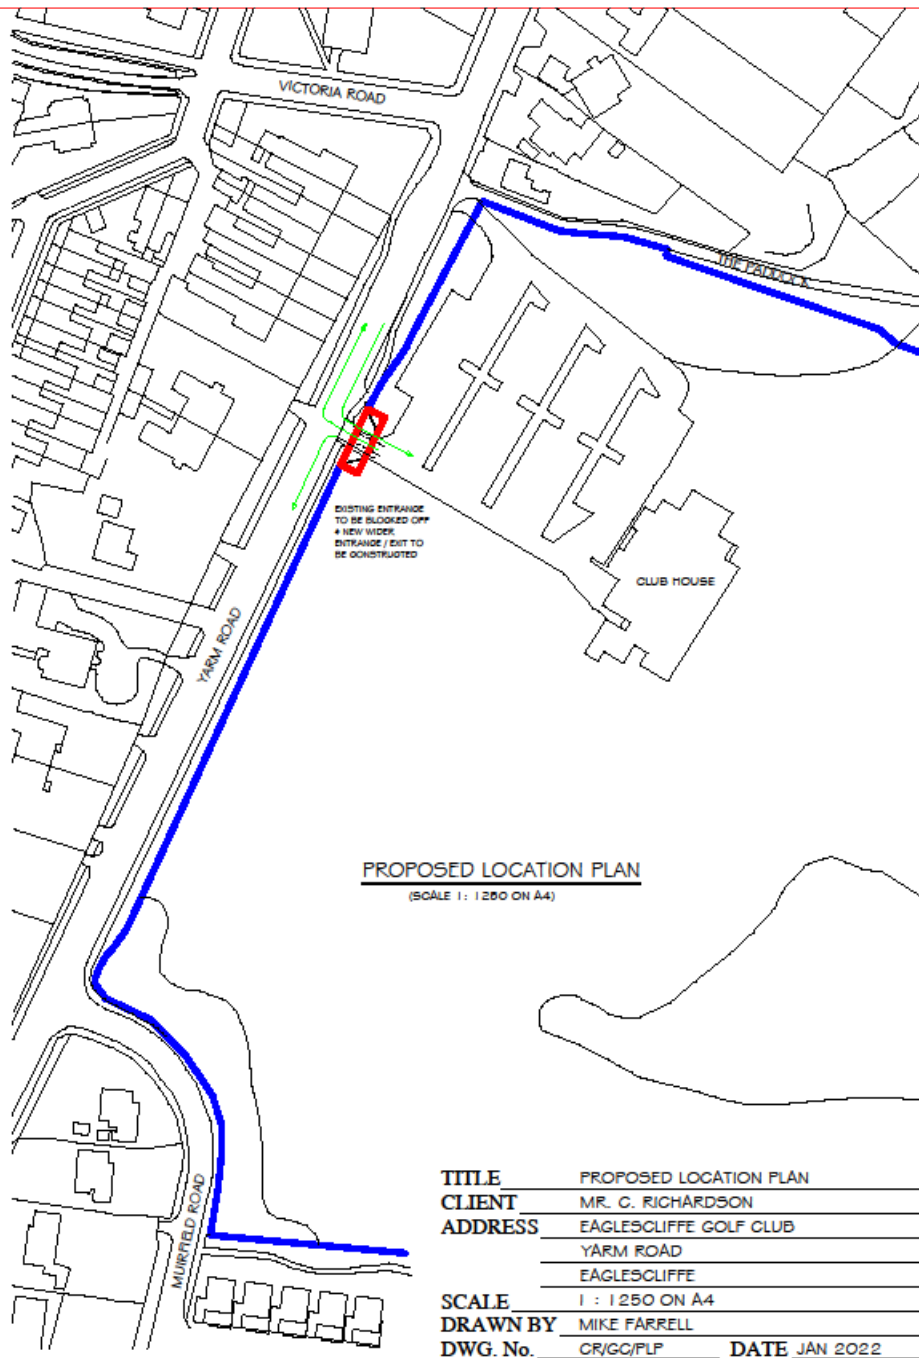 VICTORIA ROAD
THE PADDOCK
EXISTING ENTRANCE
TO BE BLOCKED OFF
& NEW WIDER
ENTRANCE / EXIT TO
BE CONSTRUCTED
CLUB HOUSE
YARM ROAD
PROPOSED LOCATION PLAN
(SCALE 1: 1250 ON A4)
MUIRFIELD ROAD
TITLE PROPOSED LOCATION PLAN
CLIENT MR. C. RICHARDSON
ADDRESS EAGLESCLIFFE GOLF CLUB
YARM ROAD
EAGLESCLIFFE
SCALE 1 : 1250 ON A4
DRAWN BY MIKE FARRELL
DWG. No. CR/GC/PLP DATE JAN 2022